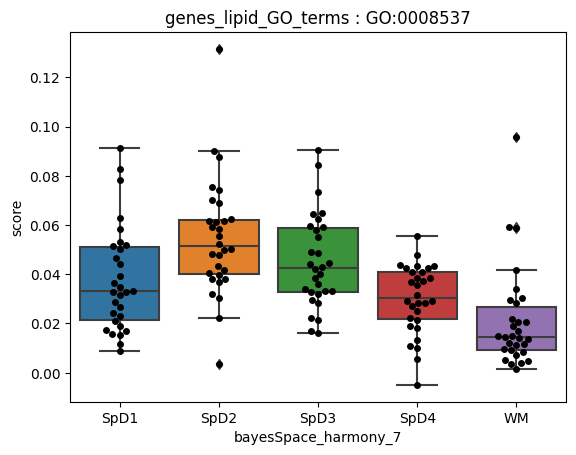 genes_lipid_GO_terms : GO:0008537
0.12
0.10
0.08
0.06
0.04
0.02
0.00
score
SpD1 SpD2 SpD3 SpD4 WM
bayesSpace_harmony_7